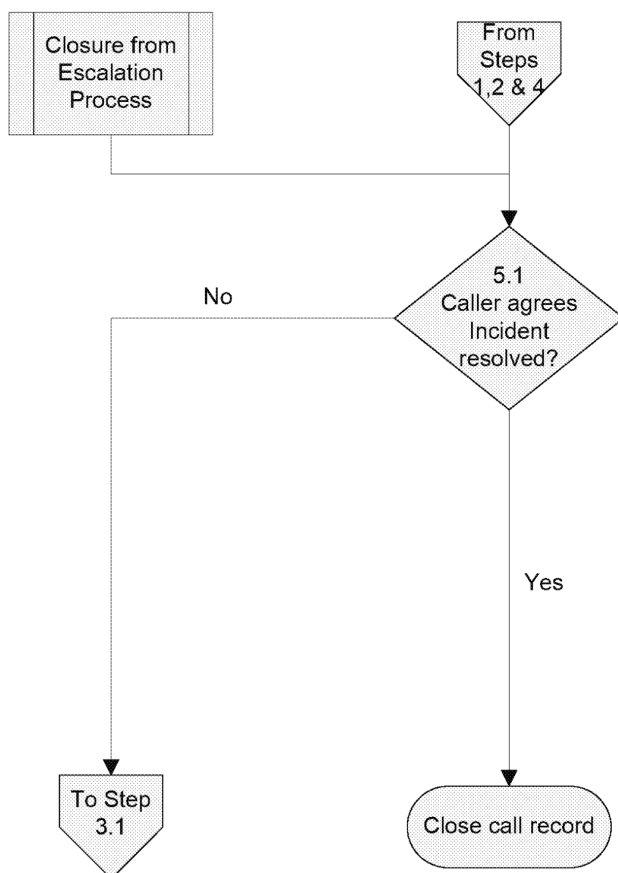 Closure from
Escalation
Process
From
Steps
1,2 & 4
5.1
Caller agrees
Incident
resolved?
No
Yes
To Step
3.1
Close call record